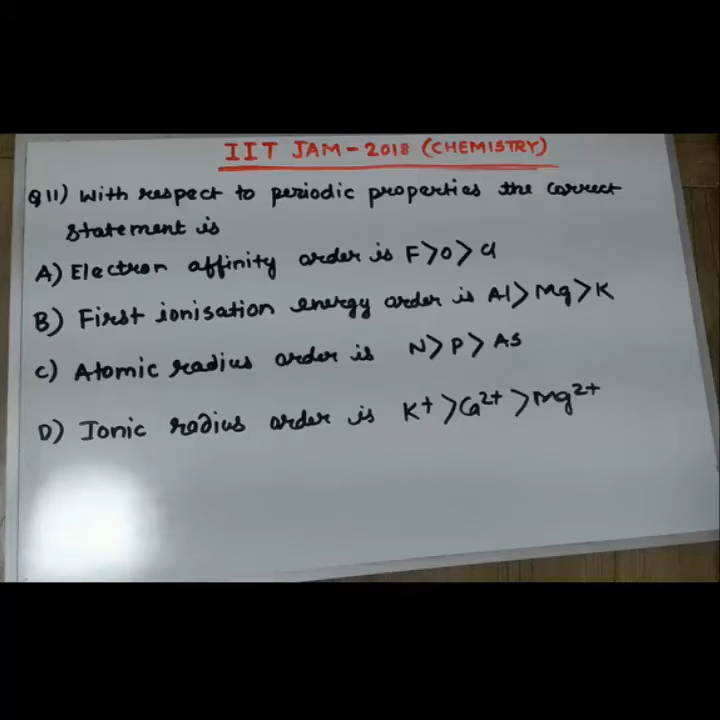 IIT JAM-2018 (CHEMISTRY)
Q11) With respect to periodic properties the correct
statement is
A) Electron affinity order is F>O>Cl
B) First ionisation energy order is Al>Mg>K
C) Atomic radius order is N>P>As
D) Ionic radius order is K+>Ca2+>Mg2+